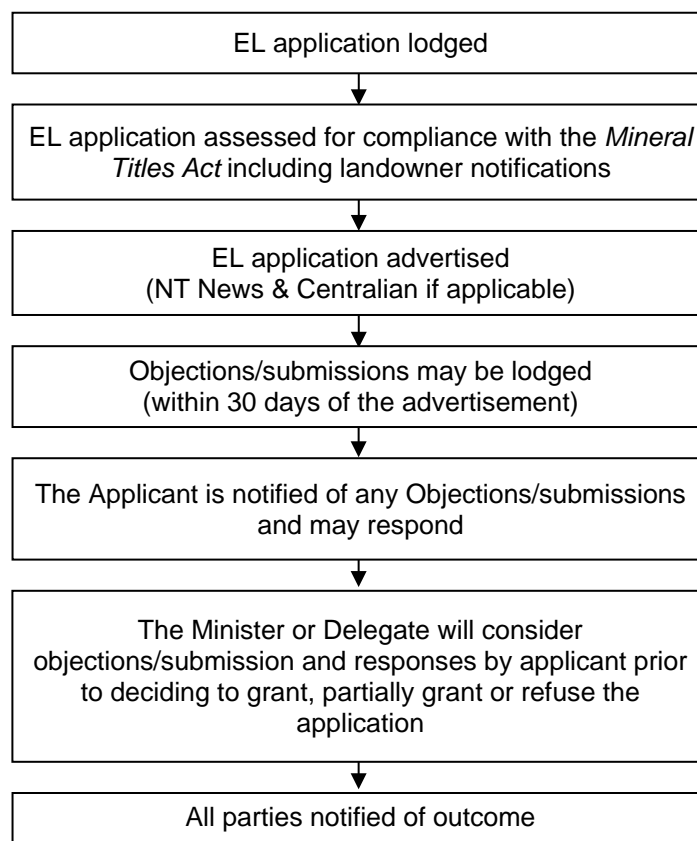 EL application lodged
EL application assessed for compliance with the Mineral
Titles Act including landowner notifications
EL application advertised
(NT News & Centralian if applicable)
Objections/submissions may be lodged
(within 30 days of the advertisement)
The Applicant is notified of any Objections/submissions
and may respond
The Minister or Delegate will consider
objections/submission and responses by applicant prior
to deciding to grant, partially grant or refuse the
application
All parties notified of outcome